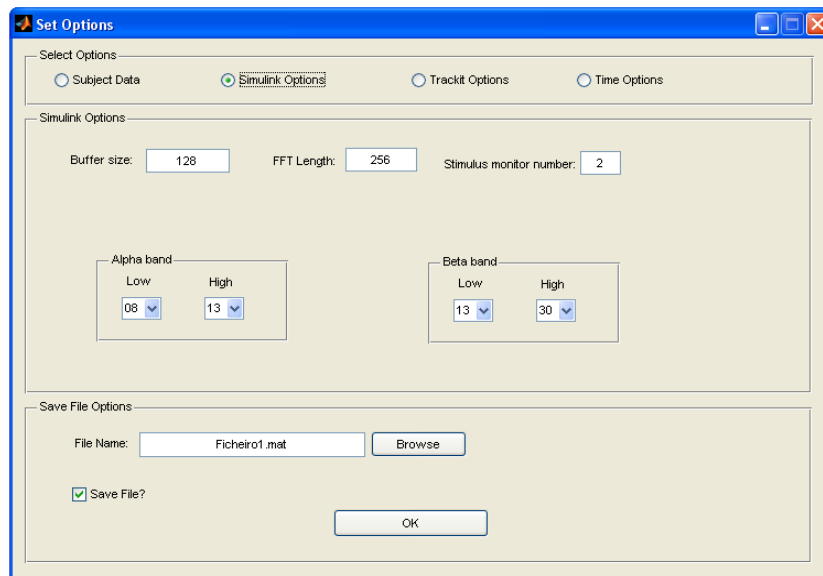 Set Options
Select Options
Subject Data Simulink Options Trackit Options Time Options
Simulink Options
Buffer size: 128 FFT Length: 256 Stimulus monitor number: 2
Alpha band Beta band
Low High Low High
08 13 13 30
Save File Options
File Name: Ficheiro1.mat Browse
Save File?
OK